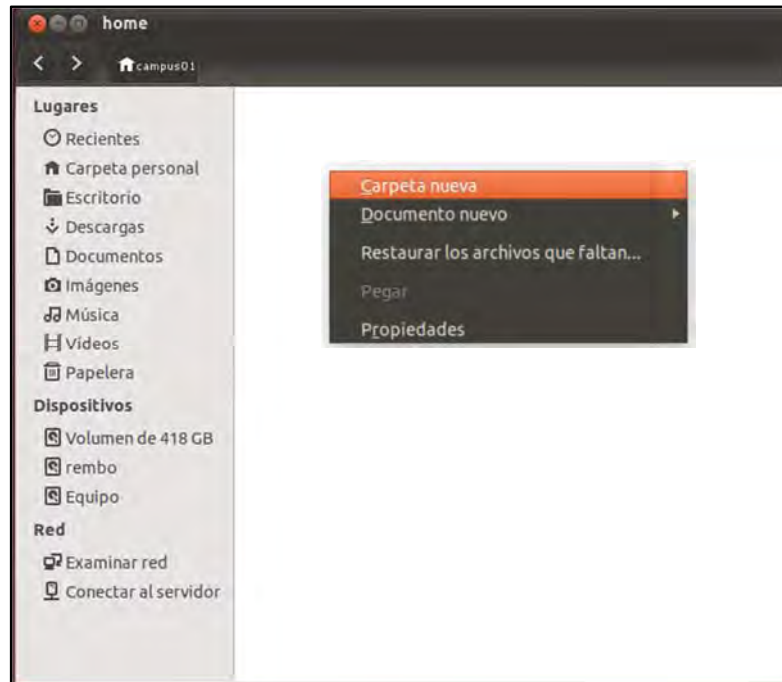 home
campus01
Lugares
Recientes
Carpeta personal
Escritorio
Descargas
Documentos
Imágenes
Música
Vídeos
Papelera
Dispositivos
Volumen de 418 GB
rembo
Equipo
Red
Examinar red
Conectar al servidor
Carpeta nueva
Documento nuevo
Restaurar los archivos que faltan...
Pegar
Propiedades